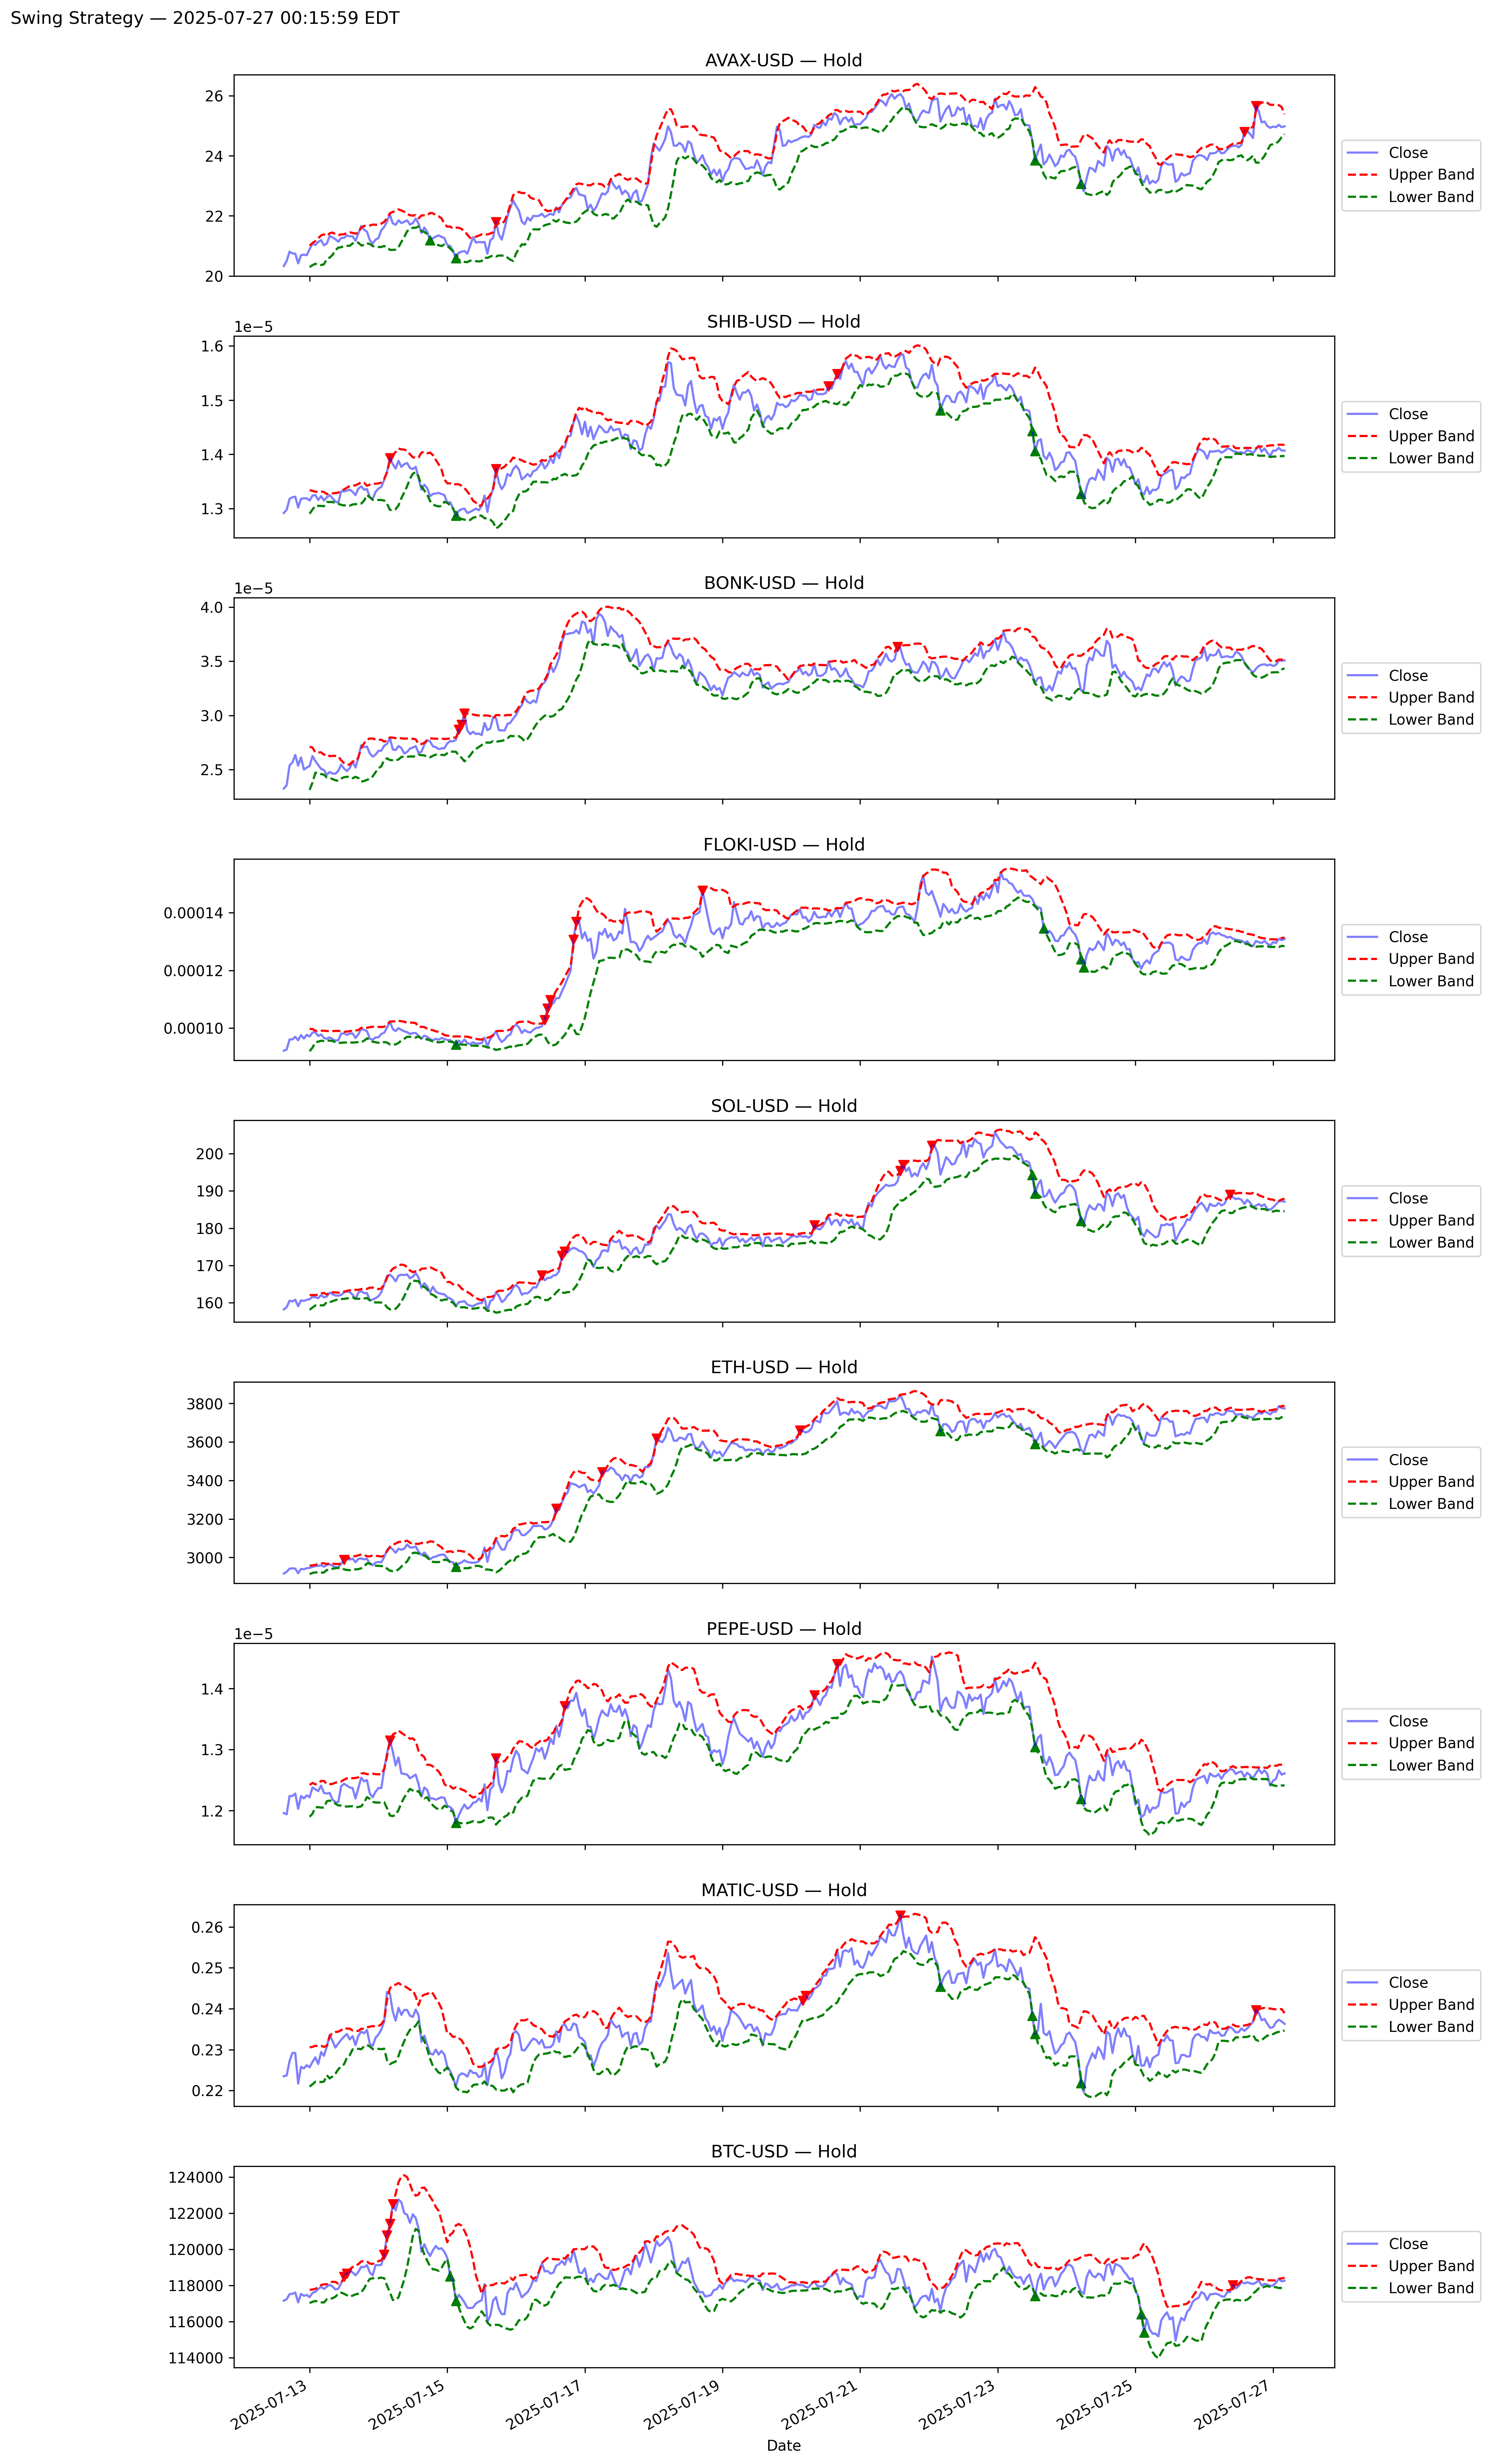 Swing Strategy — 2025-07-27 00:15:59 EDT
AVAX-USD — Hold
26
24
22
20
Close
Upper Band
Lower Band
SHIB-USD — Hold
1e−5
1.6
1.5
1.4
1.3
Close
Upper Band
Lower Band
BONK-USD — Hold
1e−5
4.0
3.5
3.0
2.5
Close
Upper Band
Lower Band
FLOKI-USD — Hold
0.00014
0.00012
0.00010
Close
Upper Band
Lower Band
SOL-USD — Hold
200
190
180
170
160
Close
Upper Band
Lower Band
ETH-USD — Hold
3800
3600
3400
3200
3000
Close
Upper Band
Lower Band
PEPE-USD — Hold
1e−5
1.4
1.3
1.2
Close
Upper Band
Lower Band
MATIC-USD — Hold
0.26
0.25
0.24
0.23
0.22
Close
Upper Band
Lower Band
BTC-USD — Hold
124000
122000
120000
118000
116000
114000
Close
Upper Band
Lower Band
2025-07-13
2025-07-15
2025-07-17
2025-07-19
2025-07-21
2025-07-23
2025-07-25
2025-07-27
Date